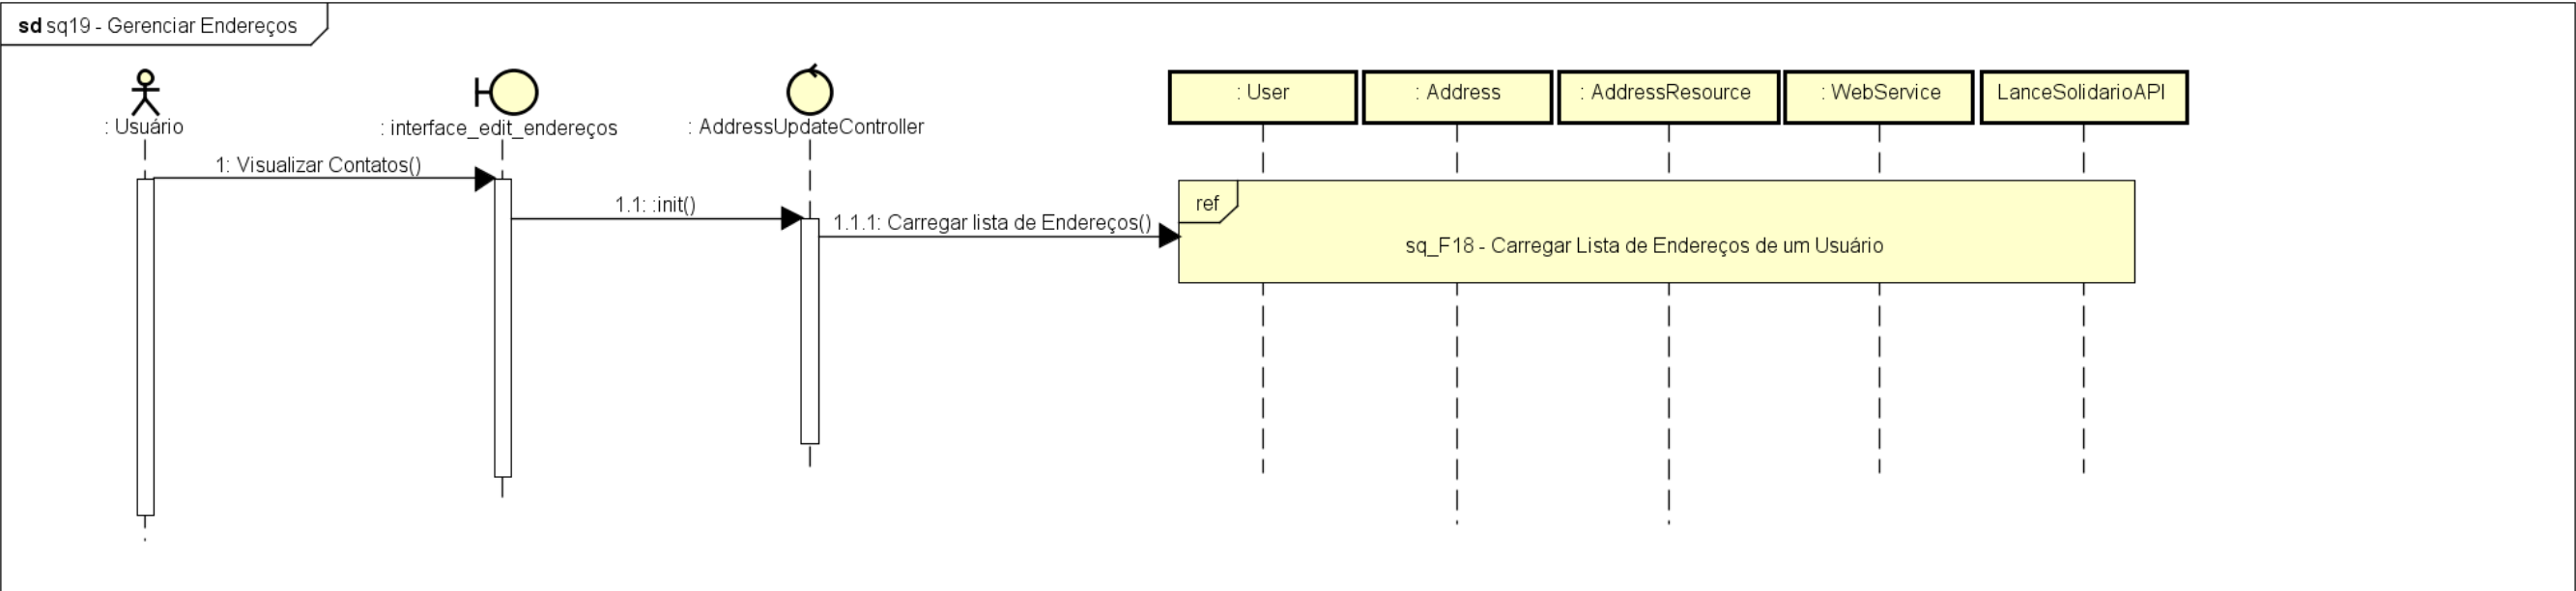 sd sq19 - Gerenciar Endereços
: Usuário
: interface_edit_endereços
: AddressUpdateController
: User
: Address
: AddressResource
: WebService
LanceSolidarioAPI
1: Visualizar Contatos()
1.1: :init()
1.1.1: Carregar lista de Endereços()
ref
sq_F18 - Carregar Lista de Endereços de um Usuário